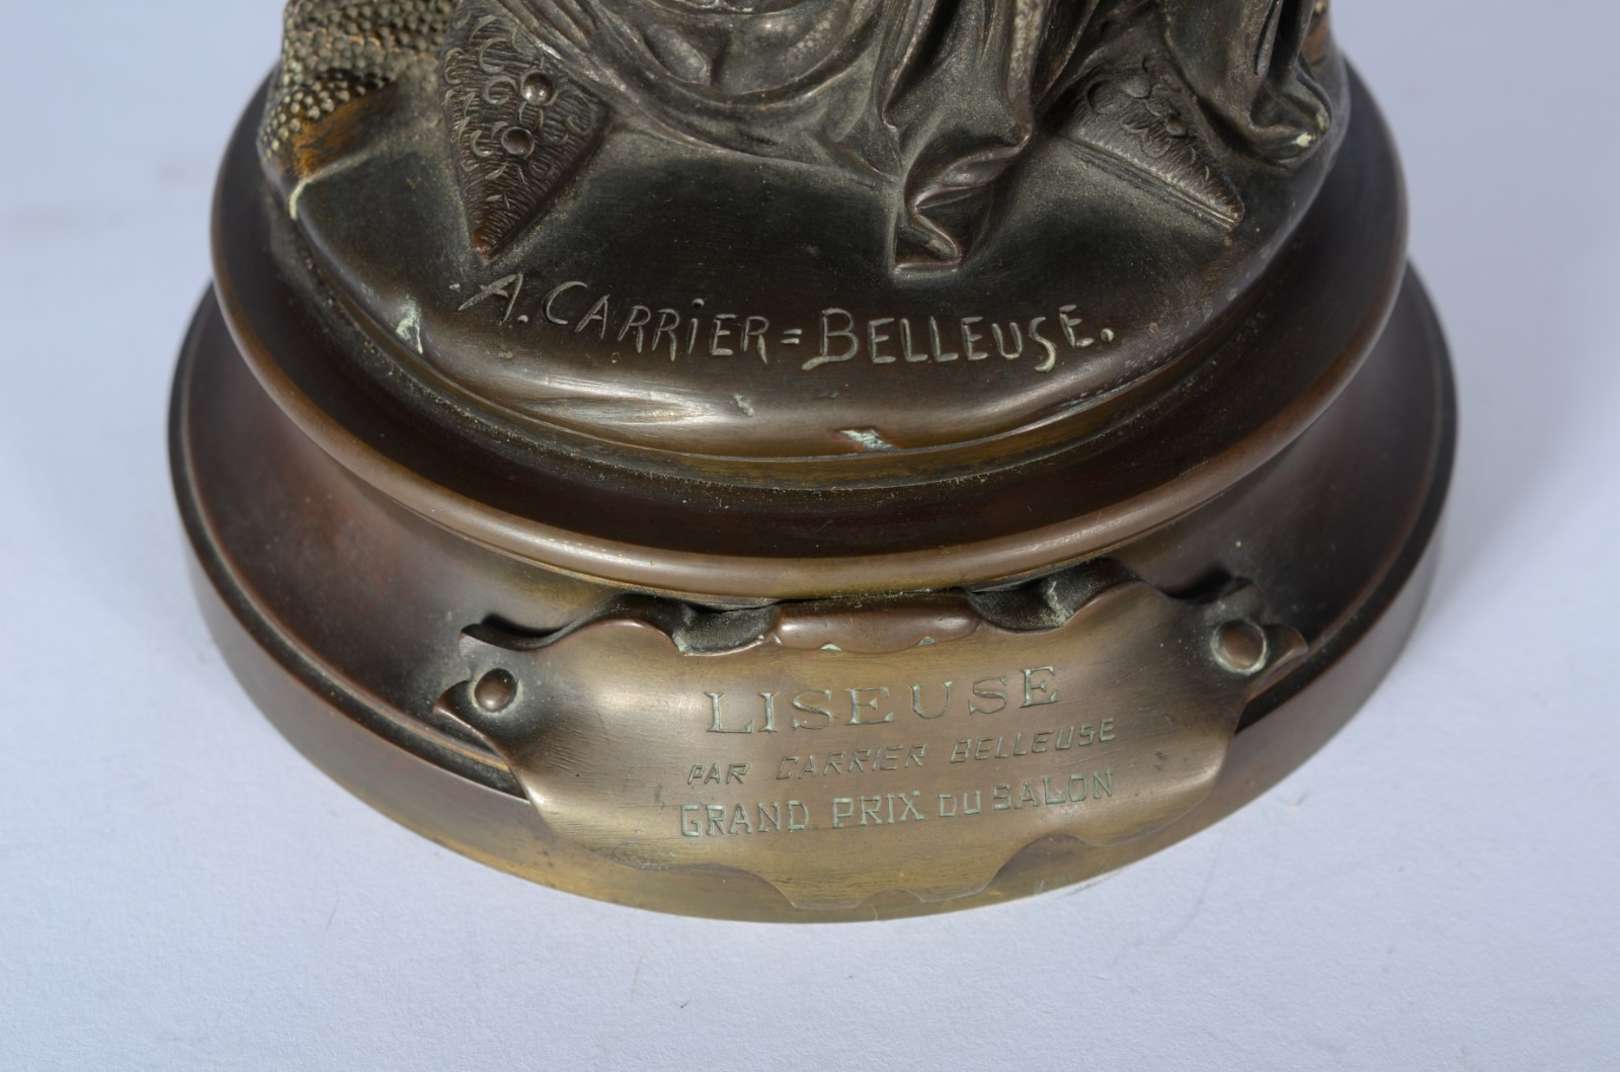 A. CARRiER=BELLEUSE.
LISEUSE
PAR CARRIER BELLEUSE
GRAND PRIX DU SALON